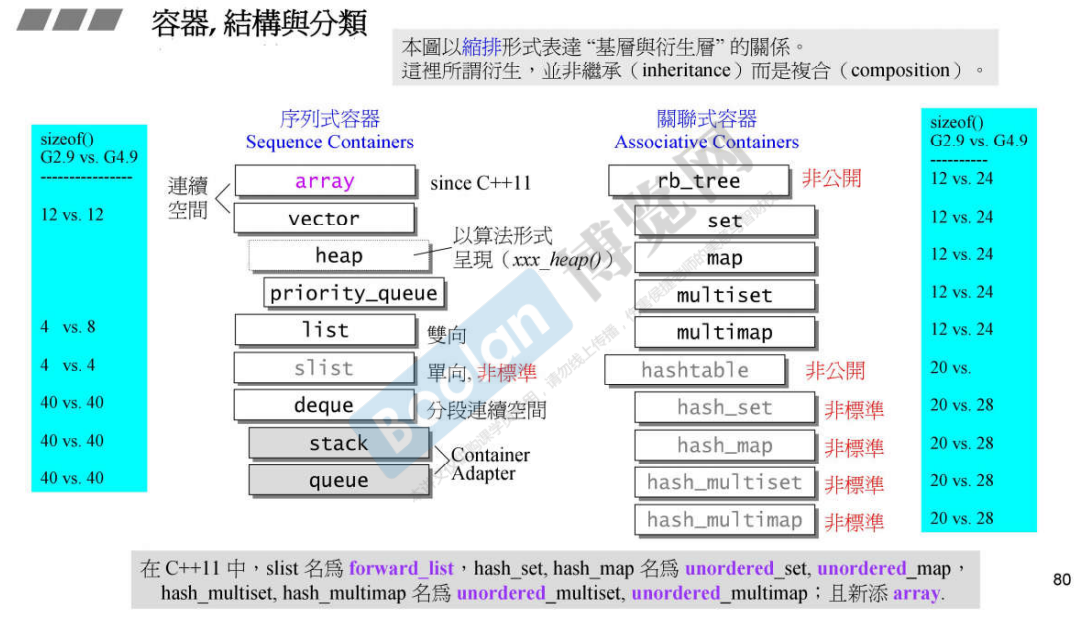 容器, 結構與分類
本圖以縮排形式表達 “基層與衍生層” 的關係。
這裡所謂衍生，並非繼承（inheritance）而是複合（composition）。
sizeof()
G2.9 vs. G4.9
----------------
12 vs. 12
4 vs. 8
4 vs. 4
40 vs. 40
40 vs. 40
40 vs. 40
序列式容器
Sequence Containers
連續
空間
array
since C++11
vector
heap
以算法形式
呈現（xxx_heap()）
priority_queue
list
雙向
slist
單向, 非標準
deque
分段連續空間
stack
queue
Container
Adapter
關聯式容器
Associative Containers
rb_tree
非公開
set
map
multiset
multimap
hashtable
非公開
hash_set
非標準
hash_map
非標準
hash_multiset
非標準
hash_multimap
非標準
sizeof()
G2.9 vs. G4.9
----------
12 vs. 24
12 vs. 24
12 vs. 24
12 vs. 24
12 vs. 24
20 vs.
20 vs. 28
20 vs. 28
20 vs. 28
20 vs. 28
Boolan
博览网
在 C++11 中，slist 名爲 forward_list，hash_set, hash_map 名爲 unordered_set, unordered_map，
hash_multiset, hash_multimap 名爲 unordered_multiset, unordered_multimap；且新添 array.
80